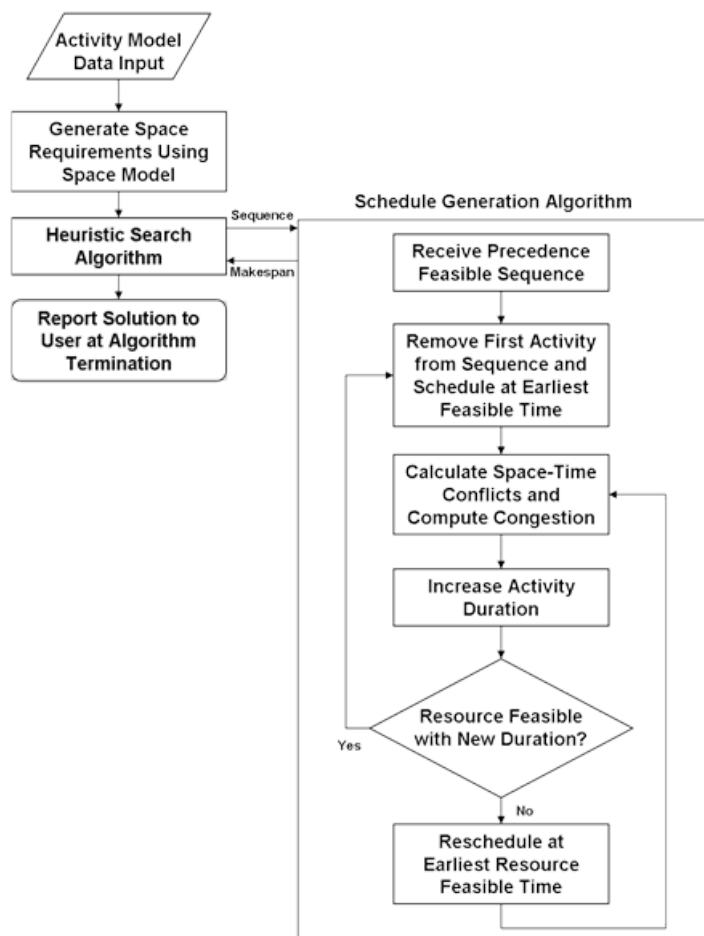 Activity Model
Data Input
Generate Space
Requirements Using
Space Model
Heuristic Search
Algorithm
Report Solution to
User at Algorithm
Termination
Sequence
Makespan
Schedule Generation Algorithm
Receive Precedence
Feasible Sequence
Remove First Activity
from Sequence and
Schedule at Earliest
Feasible Time
Calculate Space-Time
Conflicts and
Compute Congestion
Increase Activity
Duration
Resource Feasible
with New Duration?
Yes
No
Reschedule at
Earliest Resource
Feasible Time